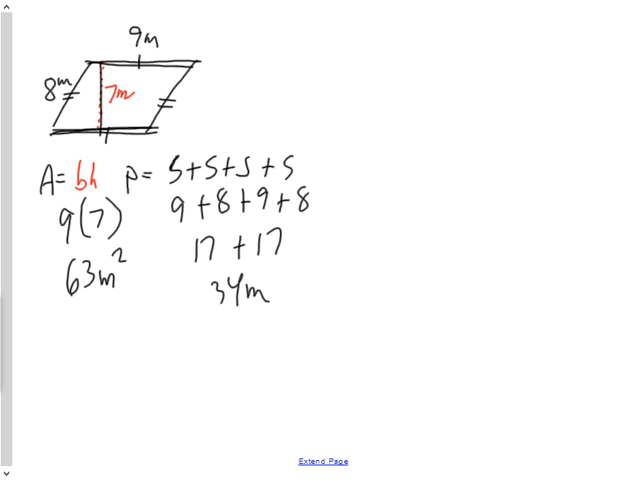 9m
8m
7m
A = bh P = s+s+s+s
9(7) 9+8+9+8
63m² 17 + 17
34m
Extend Page